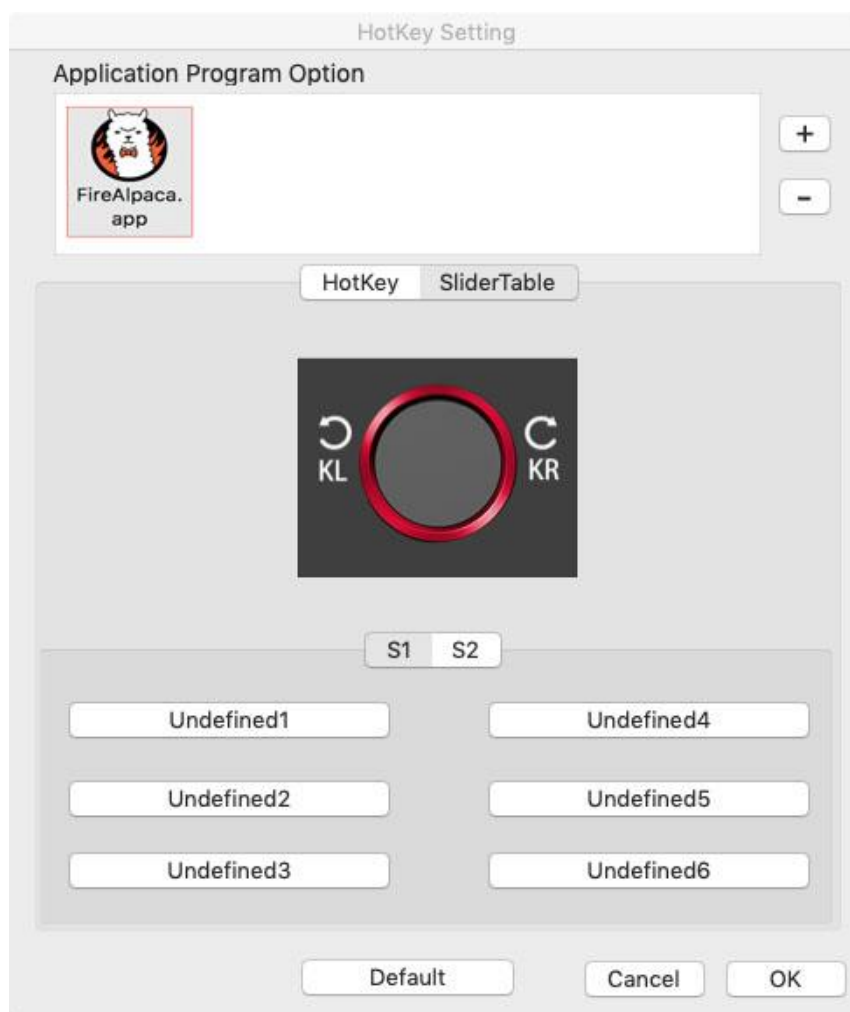 HotKey Setting
Application Program Option
FireAlpaca.
app
+
-
HotKey SliderTable
KL KR
S1 S2
Undefined1 Undefined4
Undefined2 Undefined5
Undefined3 Undefined6
Default Cancel OK